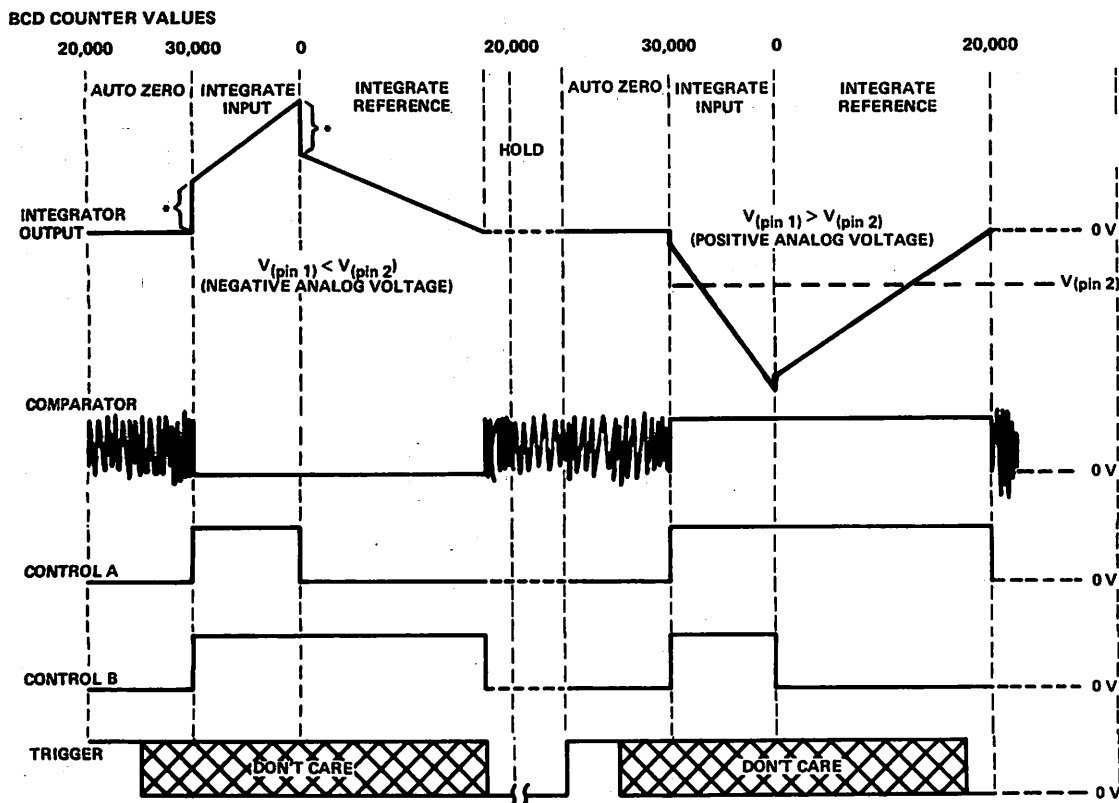 BCD COUNTER VALUES
20,000 30,000 0 20,000 30,000 0 20,000
AUTO ZERO INTEGRATE INPUT INTEGRATE REFERENCE HOLD AUTO ZERO INTEGRATE INPUT INTEGRATE REFERENCE
*
*
INTEGRATOR
OUTPUT
V(pin 1) < V(pin 2)
(NEGATIVE ANALOG VOLTAGE)
V(pin 1) > V(pin 2)
(POSITIVE ANALOG VOLTAGE)
0 V
V(pin 2)
COMPARATOR
0 V
CONTROL A
0 V
CONTROL B
0 V
TRIGGER
DON'T CARE DON'T CARE
0 V